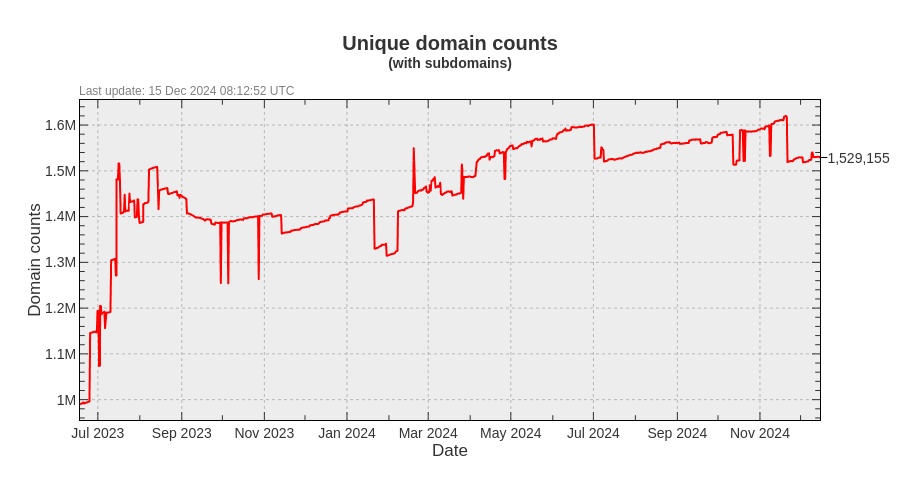 Unique domain counts
(with subdomains)
Last update: 15 Dec 2024 08:12:52 UTC
1.6M
1.5M
1,529,155
1.4M
1.3M
1.2M
1.1M
1M
Domain counts
Jul 2023 Sep 2023 Nov 2023 Jan 2024 Mar 2024 May 2024 Jul 2024 Sep 2024 Nov 2024
Date